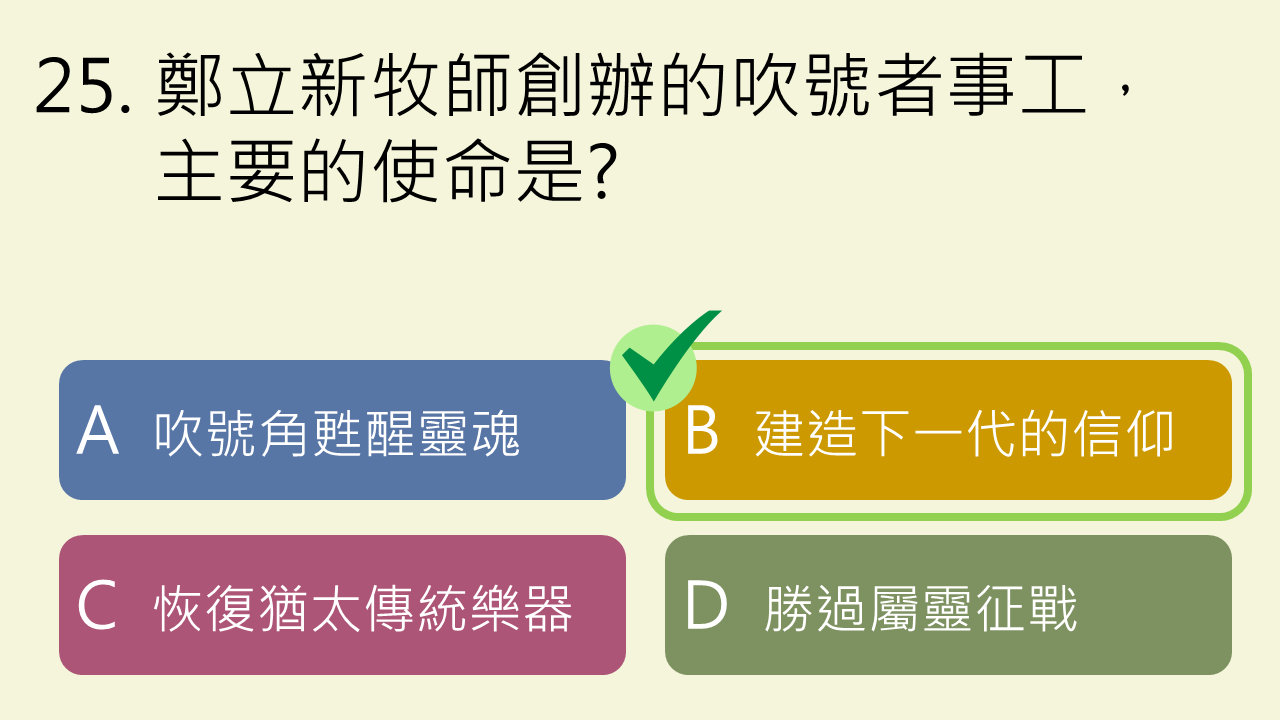 25. 鄭立新牧師創辦的吹號者事工，
主要的使命是?
A 吹號角甦醒靈魂
B 建造下一代的信仰
C 恢復猶太傳統樂器
D 勝過屬靈征戰